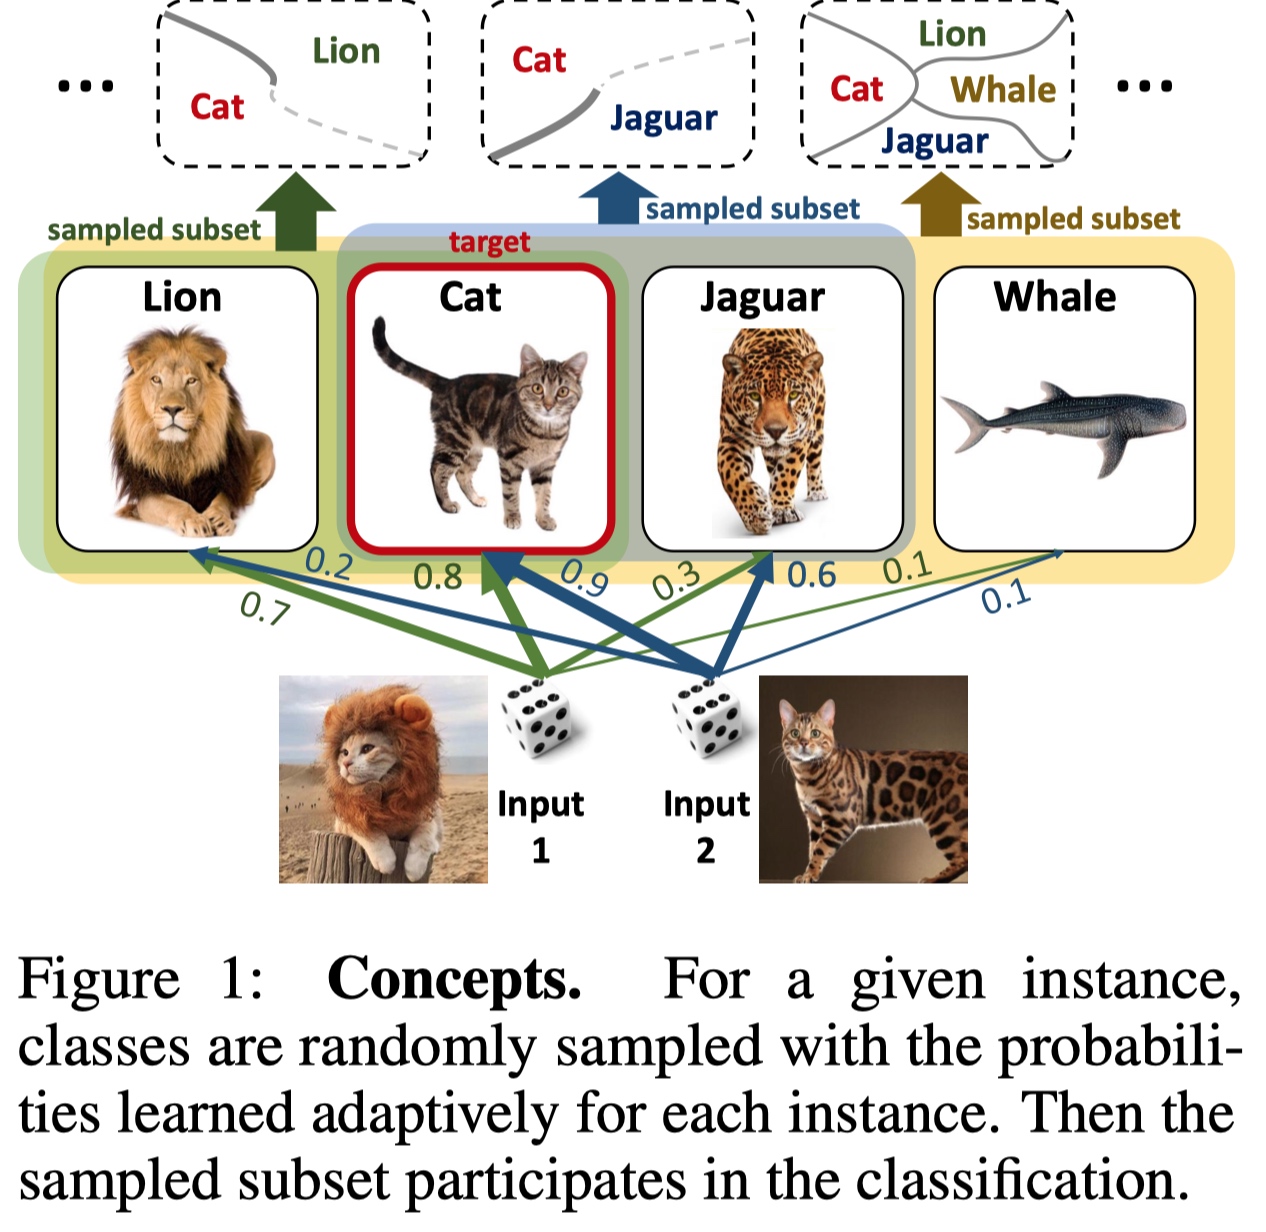 Lion
Cat
Cat
Jaguar
Lion
Cat
Whale
Jaguar
...
...
sampled subset
sampled subset
sampled subset
target
Lion
Cat
Jaguar
Whale
0.2
0.8
0.9
0.3
0.6
0.1
0.7
0.1
Input
1
Input
2
Figure 1: Concepts. For a given instance,
classes are randomly sampled with the probabili-
ties learned adaptively for each instance. Then the
sampled subset participates in the classification.